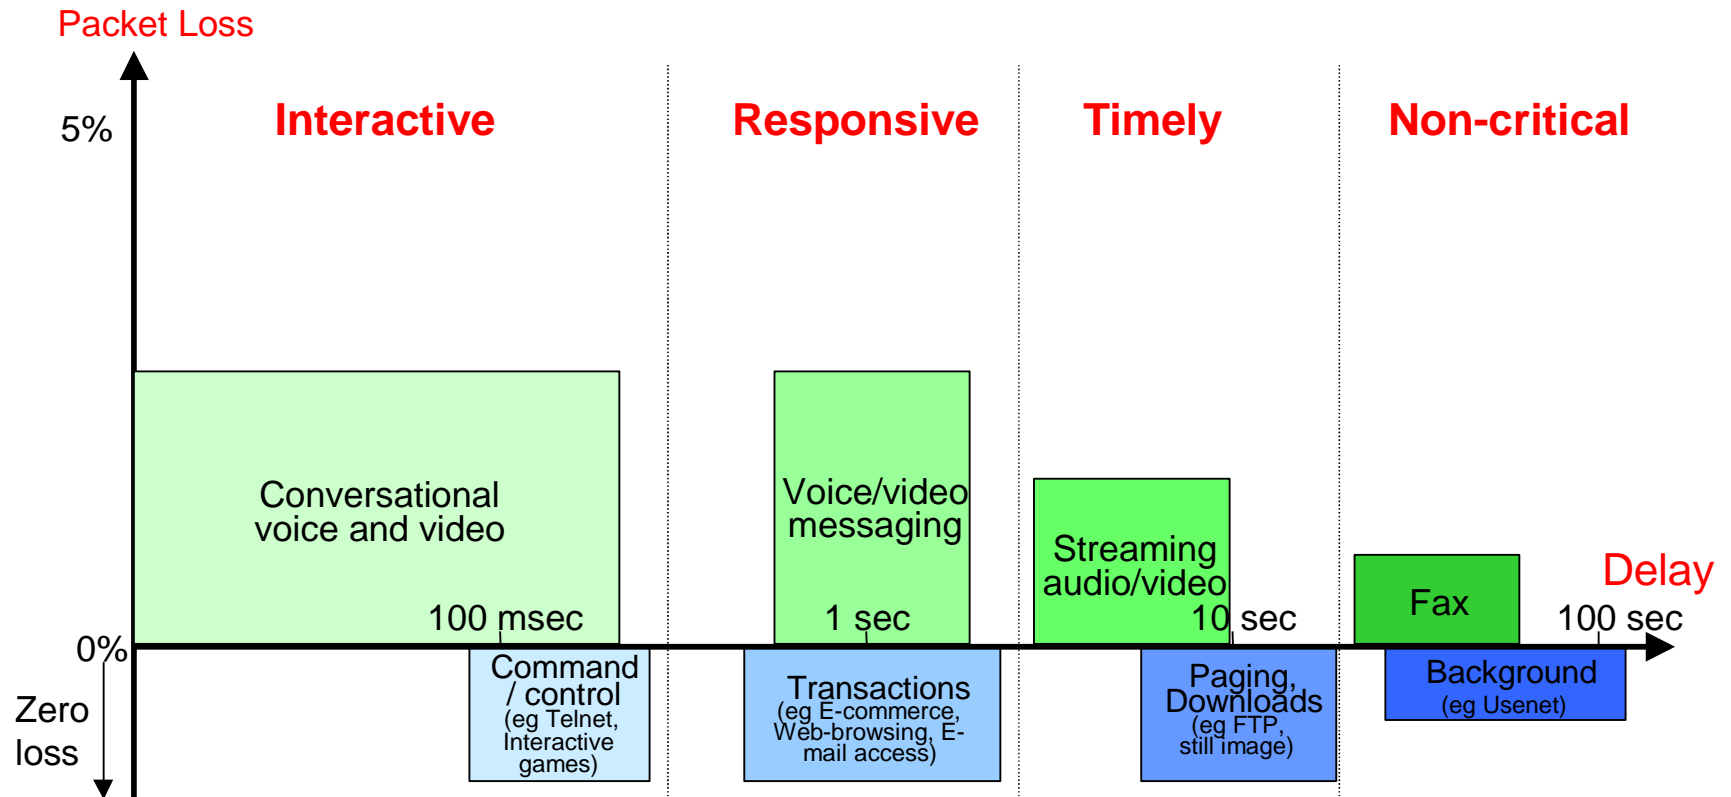 Packet Loss
5%
Interactive
Responsive
Timely
Non-critical
Conversational
voice and video
Voice/video
messaging
Streaming
audio/video
Fax
Delay
100 msec
1 sec
10 sec
100 sec
0%
Zero
loss
Command
/ control
(eg Telnet,
Interactive
games)
Transactions
(eg E-commerce,
Web-browsing, E-
mail access)
Paging,
Downloads
(eg FTP,
still image)
Background
(eg Usenet)